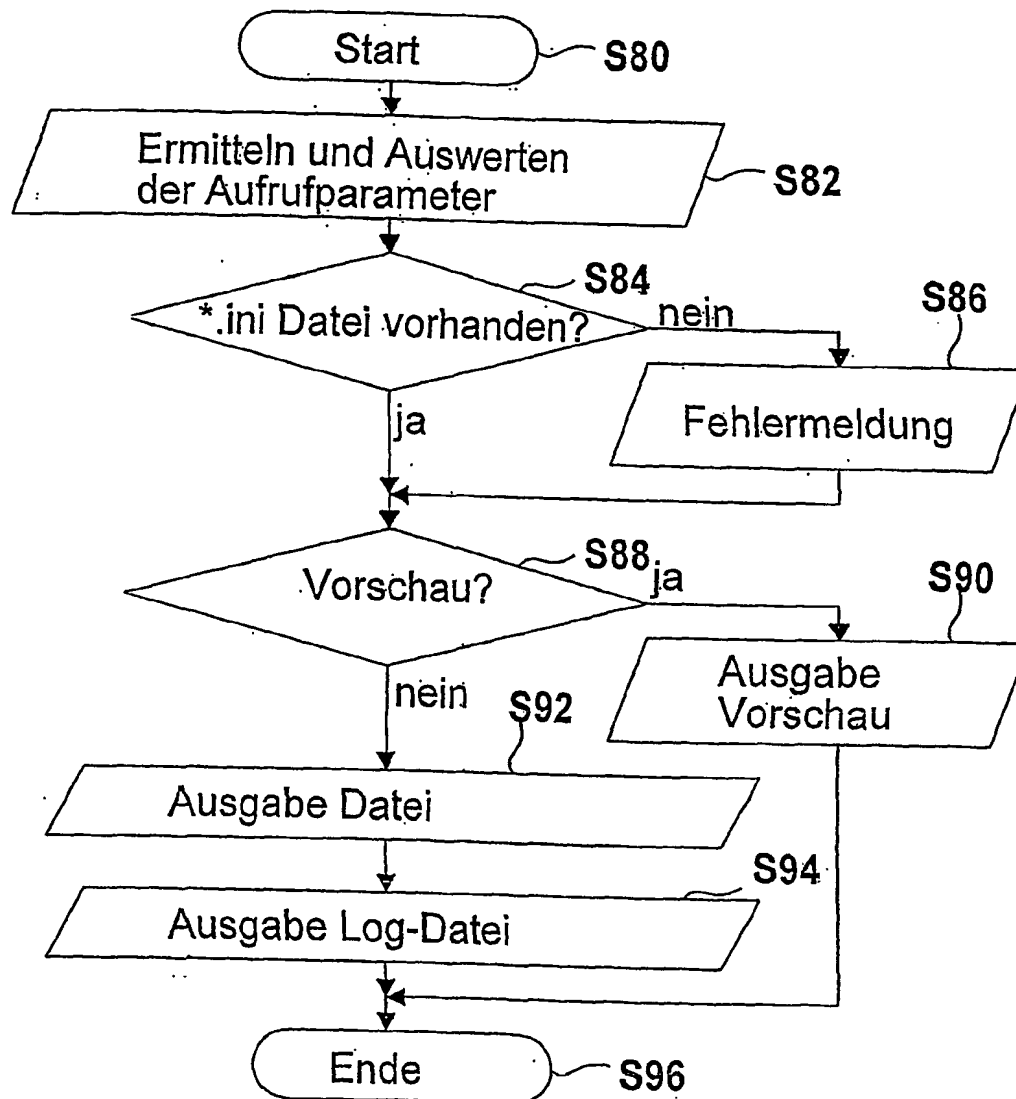 Start
S80
Ermitteln und Auswerten
der Aufrufparameter
S82
S84
*.ini Datei vorhanden?
nein
S86
ja
Fehlermeldung
S88
Vorschau?
ja
S90
nein
Ausgabe
Vorschau
S92
Ausgabe Datei
S94
Ausgabe Log-Datei
Ende
S96